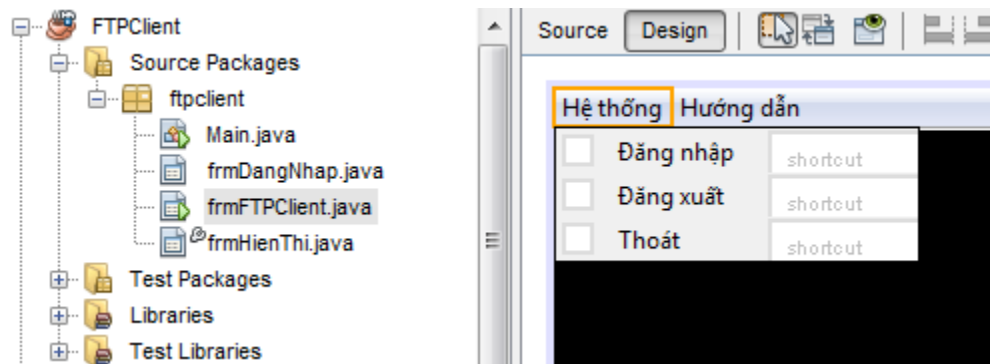 FTPClient
Source Packages
ftpclient
Main.java
frmDangNhap.java
frmFTPClient.java
frmHienThi.java
Test Packages
Libraries
Test Libraries
Source Design
Hệ thống Hướng dẫn
Đăng nhập shortcut
Đăng xuất shortcut
Thoát shortcut